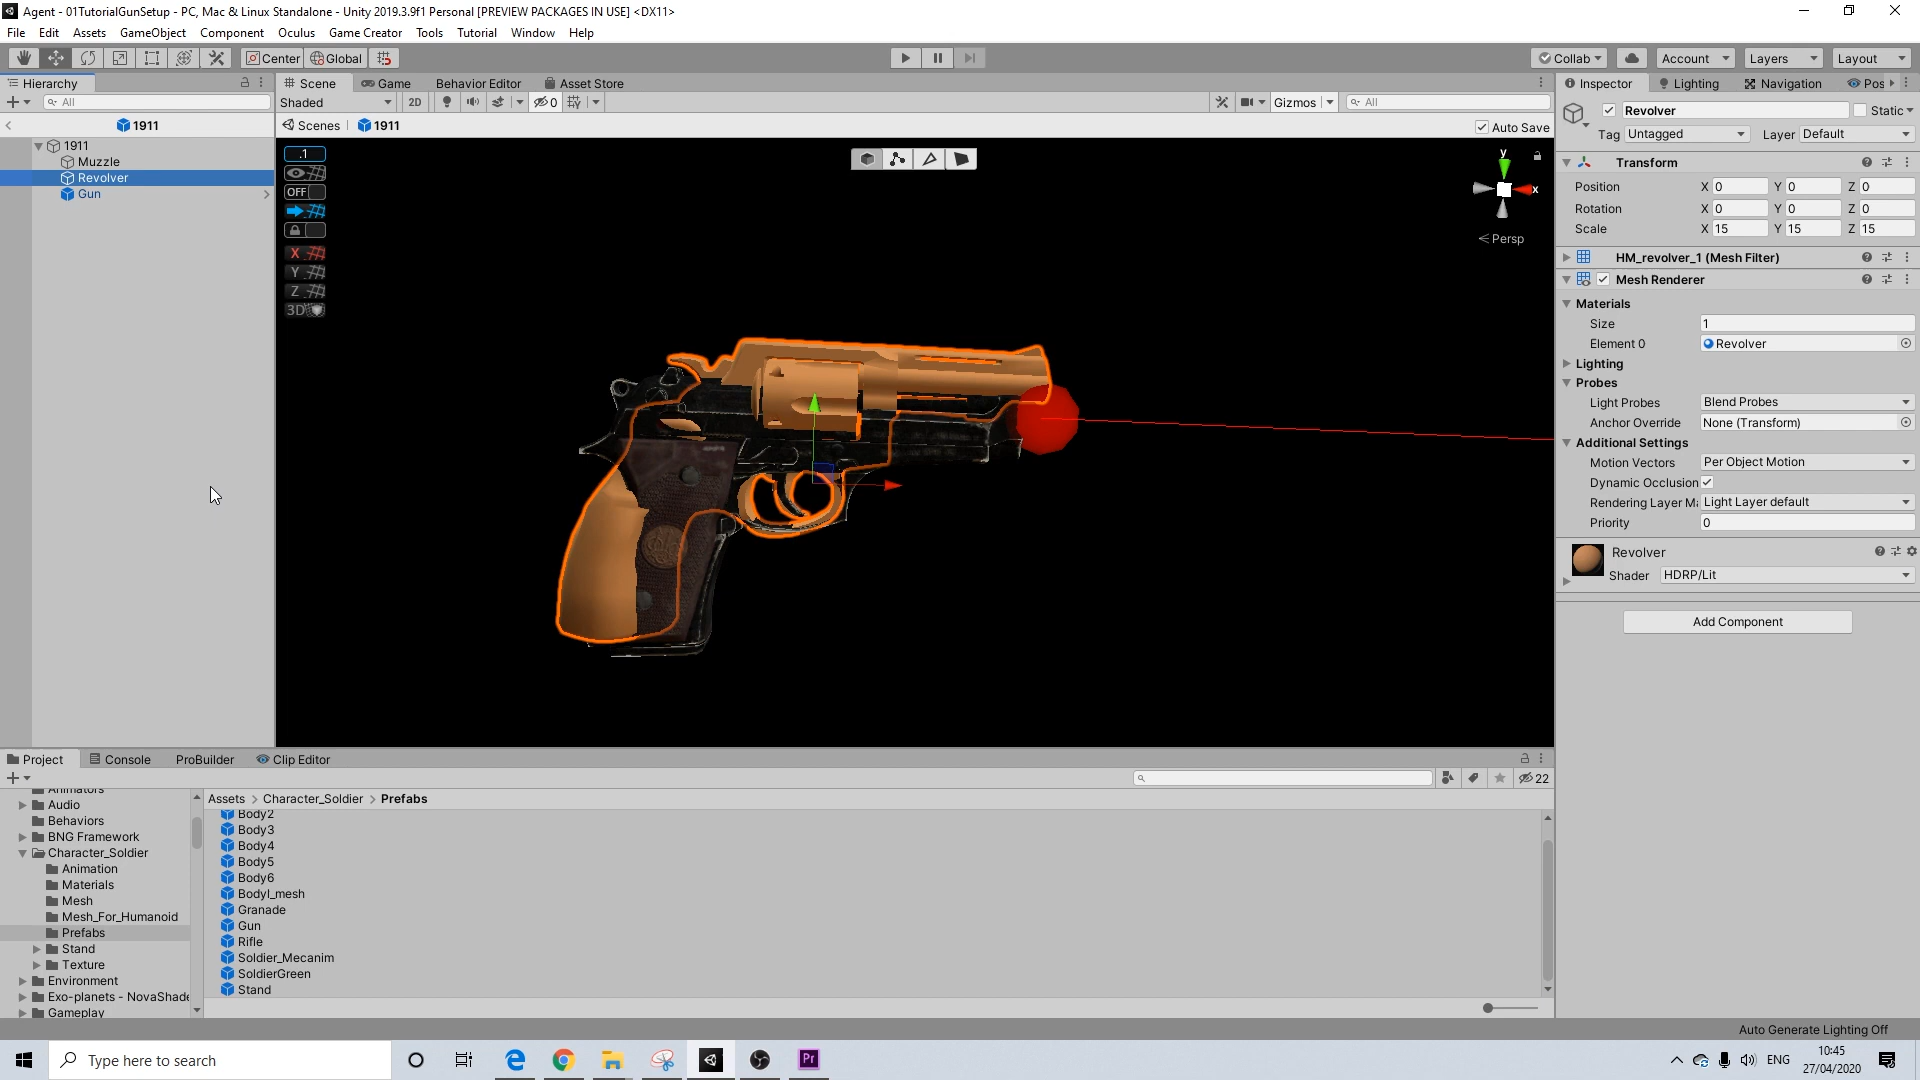 Agent - 01TutorialGunSetup - PC, Mac & Linux Standalone - Unity 2019.3.9f1 Personal [PREVIEW PACKAGES IN USE] <DX11>
File Edit Assets GameObject Component Oculus Game Creator Tools Tutorial Window Help
Center Global Collab Account Layers Layout
Hierarchy
All
1911
1911
Muzzle
Revolver
Gun
Scene Game Behavior Editor Asset Store
Shaded 2D 0 Gizmos All
Scenes 1911 Auto Save
.1
OFF
X
Y
Z
3D
y
x
Persp
Inspector Lighting Navigation Pos
Revolver Static
Tag Untagged Layer Default
Transform
Position X 0 Y 0 Z 0
Rotation X 0 Y 0 Z 0
Scale X 15 Y 15 Z 15
HM_revolver_1 (Mesh Filter)
Mesh Renderer
Materials
Size 1
Element 0 Revolver
Lighting
Probes
Light Probes Blend Probes
Anchor Override None (Transform)
Additional Settings
Motion Vectors Per Object Motion
Dynamic Occlusion
Rendering Layer Ma Light Layer default
Priority 0
Revolver
Shader HDRP/Lit
Add Component
Project Console ProBuilder Clip Editor
22
Animators
Audio
Behaviors
BNG Framework
Character_Soldier
Animation
Materials
Mesh
Mesh_For_Humanoid
Prefabs
Stand
Texture
Environment
Exo-planets - NovaShade
Gameplay
Assets > Character_Soldier > Prefabs
Body2
Body3
Body4
Body5
Body6
Bodyl_mesh
Granade
Gun
Rifle
Soldier_Mecanim
SoldierGreen
Stand
Auto Generate Lighting Off
Type here to search
Pr
ENG
10:45
27/04/2020